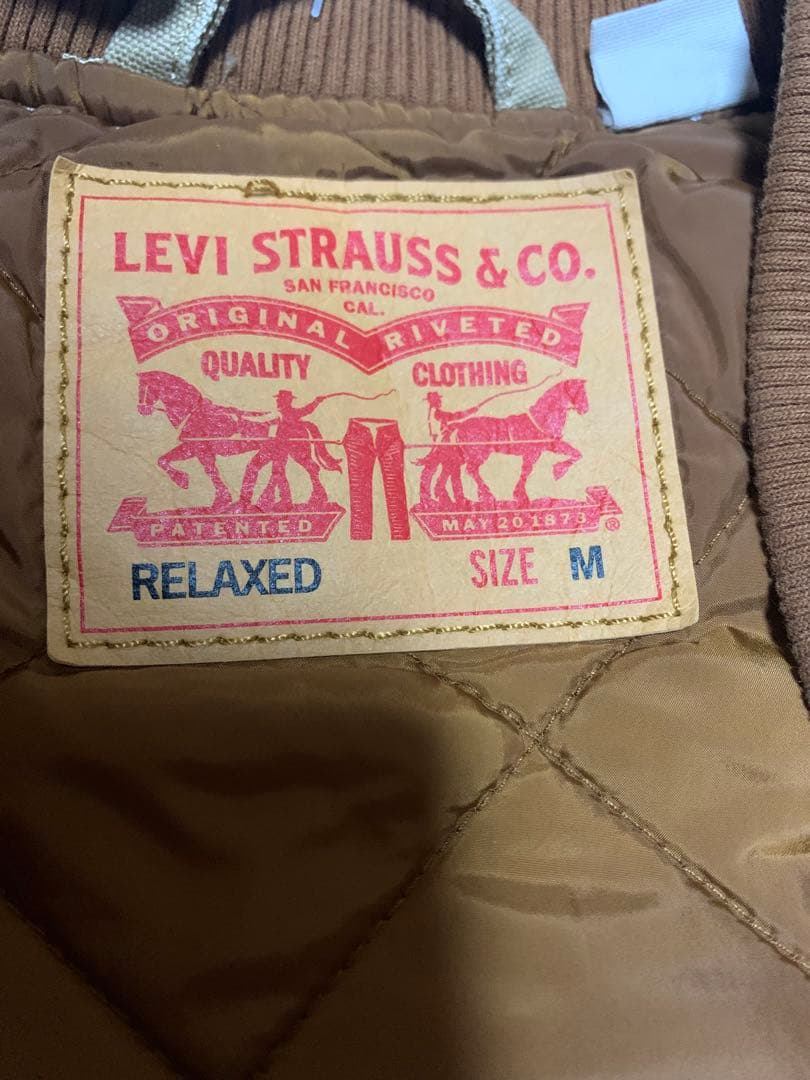 LEVI STRAUSS & CO.
SAN FRANCISCO
CAL.
ORIGINAL RIVETED
QUALITY CLOTHING
PATENTED MAY 20 1873 ®
RELAXED SIZE M